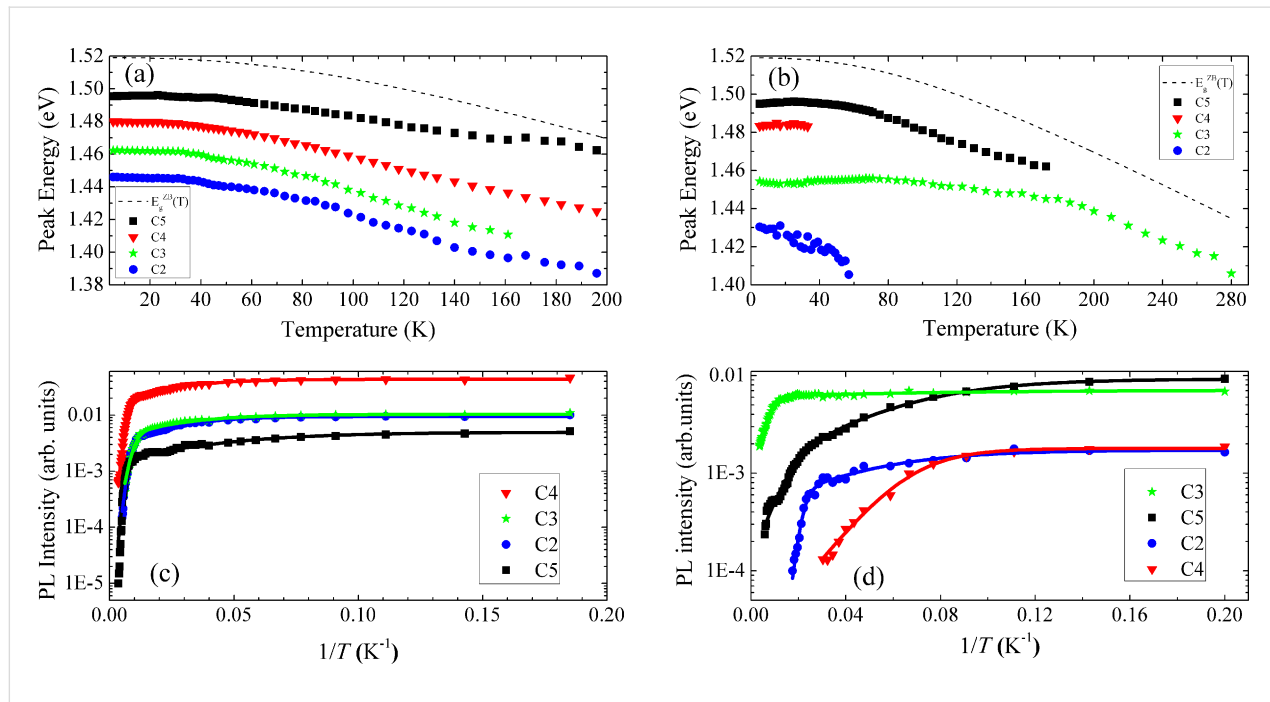 (a)
Peak Energy (eV)
1.52
1.50
1.48
1.46
1.44
1.42
1.40
1.38
E_g^ZB(T)
C5
C4
C3
C2
20 40 60 80 100 120 140 160 180 200
Temperature (K)
(b)
Peak Energy (eV)
1.52
1.50
1.48
1.46
1.44
1.42
1.40
E_g^ZB(T)
C5
C4
C3
C2
0 40 80 120 160 200 240 280
Temperature (K)
PL Intensity (arb. units)
0.01
1E-3
1E-4
1E-5
C4
C3
C2
C5
(c)
0.00 0.05 0.10 0.15 0.20
1/T (K⁻¹)
PL intensity (arb.units)
0.01
1E-3
1E-4
C3
C5
C2
C4
(d)
0.00 0.04 0.08 0.12 0.16 0.20
1/T (K⁻¹)